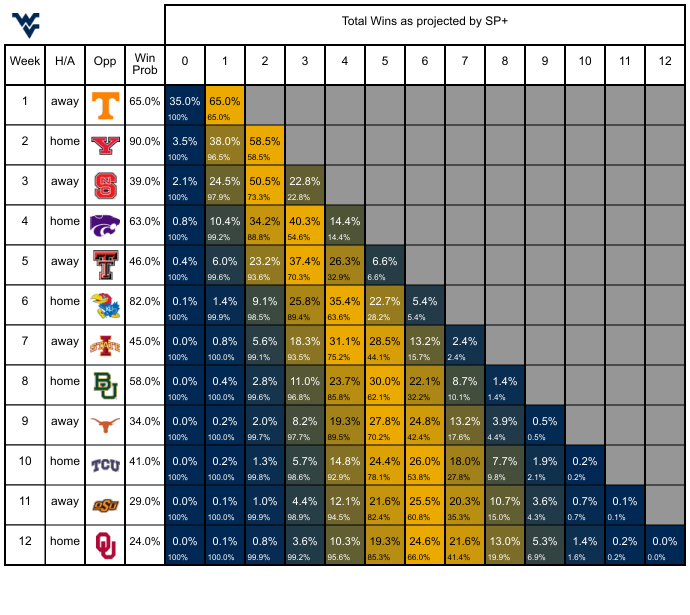 WV
Total Wins as projected by SP+
Week H/A Opp Win Prob 0 1 2 3 4 5 6 7 8 9 10 11 12
1 away T 65.0% 35.0% 65.0%
100% 65.0%
2 home Y 90.0% 3.5% 38.0% 58.5%
100% 96.5% 58.5%
3 away S 39.0% 2.1% 24.5% 50.5% 22.8%
100% 97.9% 73.3% 22.8%
4 home 63.0% 0.8% 10.4% 34.2% 40.3% 14.4%
100% 99.2% 88.8% 54.6% 14.4%
5 away T 46.0% 0.4% 6.0% 23.2% 37.4% 26.3% 6.6%
100% 99.6% 93.6% 70.3% 32.9% 6.6%
6 home KU 82.0% 0.1% 1.4% 9.1% 25.8% 35.4% 22.7% 5.4%
100% 99.9% 98.5% 89.4% 63.6% 28.2% 5.4%
7 away I STATE 45.0% 0.0% 0.8% 5.6% 18.3% 31.1% 28.5% 13.2% 2.4%
100% 100.0% 99.1% 93.5% 75.2% 44.1% 15.7% 2.4%
8 home BU 58.0% 0.0% 0.4% 2.8% 11.0% 23.7% 30.0% 22.1% 8.7% 1.4%
100% 100.0% 99.6% 96.8% 85.8% 62.1% 32.2% 10.1% 1.4%
9 away 34.0% 0.0% 0.2% 2.0% 8.2% 19.3% 27.8% 24.8% 13.2% 3.9% 0.5%
100% 100.0% 99.7% 97.7% 89.5% 70.2% 42.4% 17.6% 4.4% 0.5%
10 home TCU 41.0% 0.0% 0.2% 1.3% 5.7% 14.8% 24.4% 26.0% 18.0% 7.7% 1.9% 0.2%
100% 100.0% 99.8% 98.6% 92.9% 78.1% 53.8% 27.8% 9.8% 2.1% 0.2%
11 away OSU 29.0% 0.0% 0.1% 1.0% 4.4% 12.1% 21.6% 25.5% 20.3% 10.7% 3.6% 0.7% 0.1%
100% 100.0% 99.9% 98.9% 94.5% 82.4% 60.8% 35.3% 15.0% 4.3% 0.7% 0.1%
12 home OU 24.0% 0.0% 0.1% 0.8% 3.6% 10.3% 19.3% 24.6% 21.6% 13.0% 5.3% 1.4% 0.2% 0.0%
100% 100.0% 99.9% 99.2% 95.6% 85.3% 66.0% 41.4% 19.9% 6.9% 1.6% 0.2% 0.0%